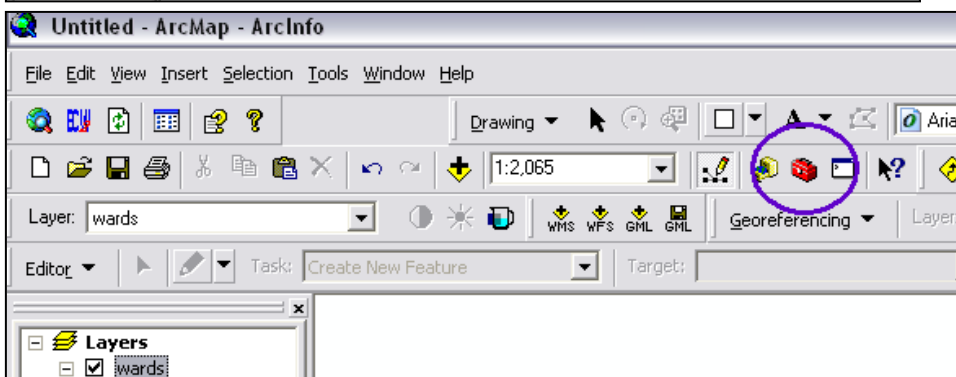 Untitled - ArcMap - ArcInfo
File Edit View Insert Selection Tools Window Help
Drawing A Aria
1:2,065
Layer: wards WMS WFS GML GML Georeferencing Layer
Editor Task: Create New Feature Target:
Layers
wards